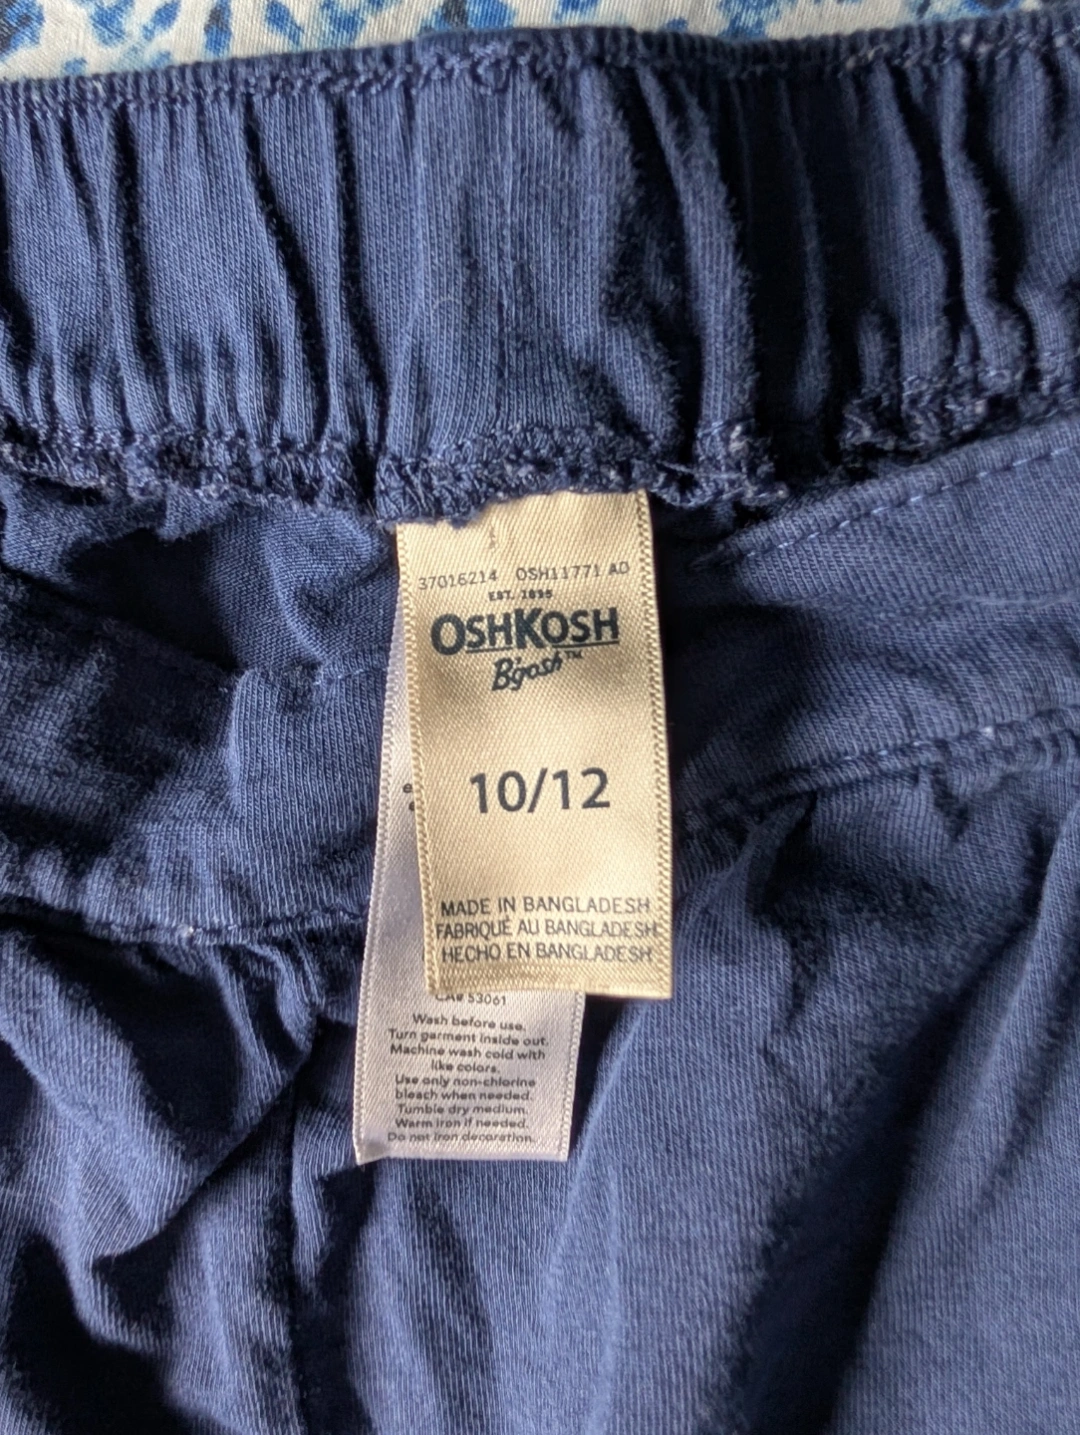 37016214 OSH11771 AD
EST. 1895
OSHKOSH
B'gosh™
10/12
MADE IN BANGLADESH
FABRIQUÉ AU BANGLADESH
HECHO EN BANGLADESH
CA# 53061
Wash before use.
Turn garment inside out.
Machine wash cold with
like colors.
Use only non-chlorine
bleach when needed.
Tumble dry medium.
Warm iron if needed.
Do not iron decoration.